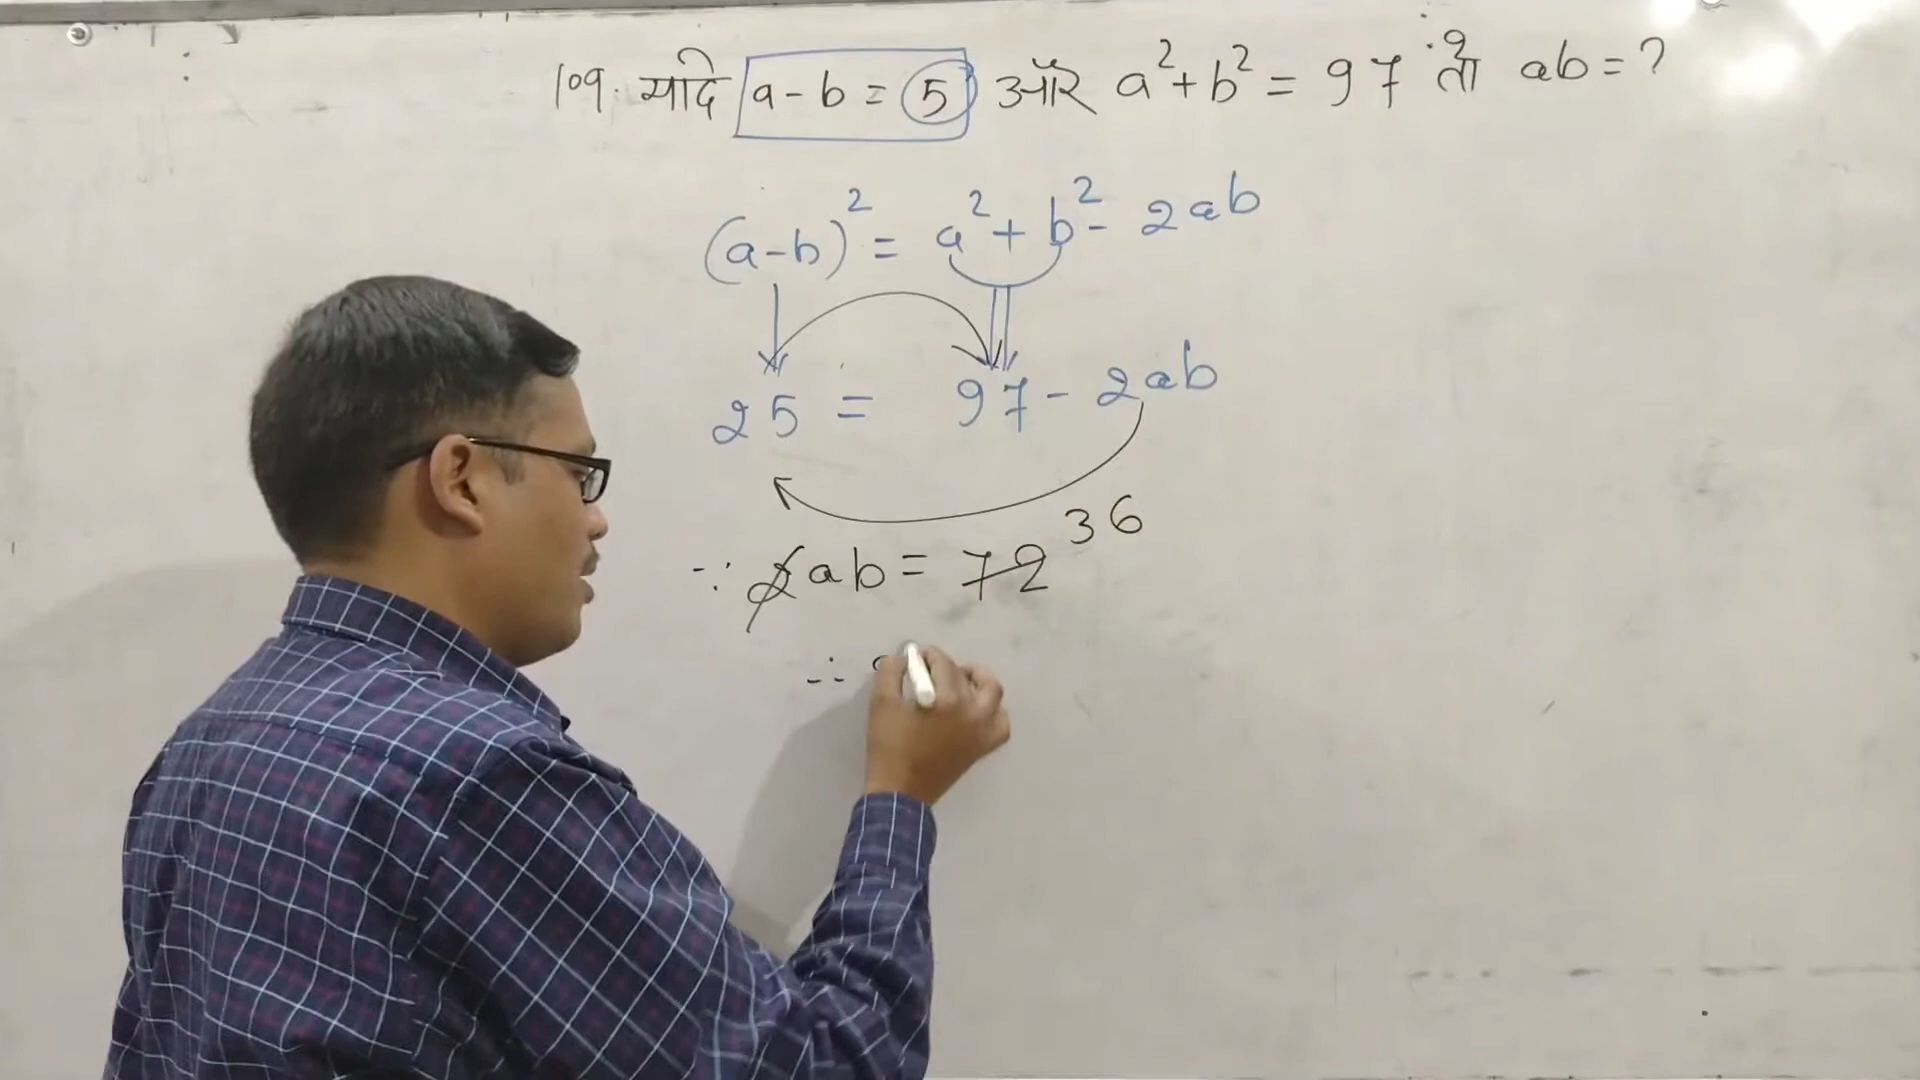 109. यदि a - b = 5 और a² + b² = 97 तो ab = ?
(a-b)² = a² + b² - 2ab
25 = 97 - 2ab
∵ 2ab = 72 36
∴